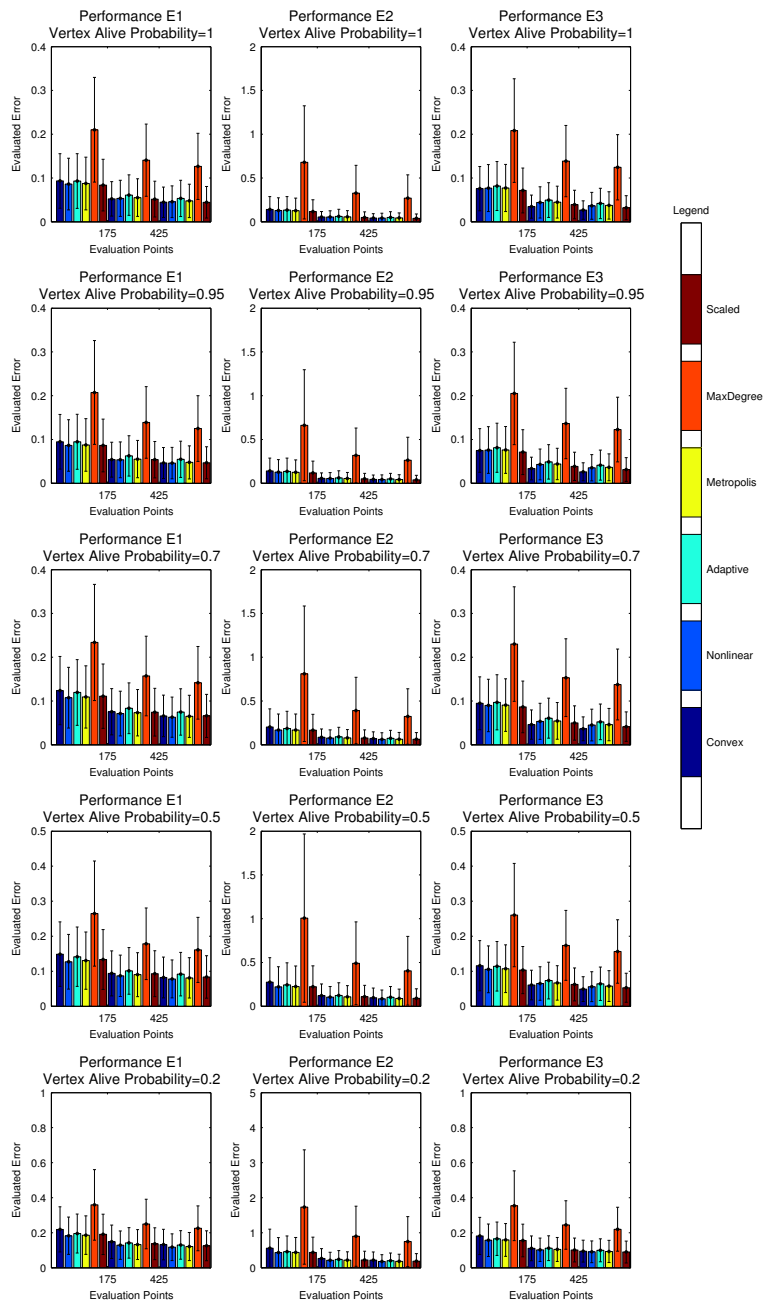 Performance E1
Vertex Alive Probability=1
0.4
0.3
0.2
0.1
0
Evaluated Error
175 425
Evaluation Points
Performance E2
Vertex Alive Probability=1
2
1.5
1
0.5
0
Evaluated Error
175 425
Evaluation Points
Performance E3
Vertex Alive Probability=1
0.4
0.3
0.2
0.1
0
Evaluated Error
175 425
Evaluation Points
Performance E1
Vertex Alive Probability=0.95
0.4
0.3
0.2
0.1
0
Evaluated Error
175 425
Evaluation Points
Performance E2
Vertex Alive Probability=0.95
2
1.5
1
0.5
0
Evaluated Error
175 425
Evaluation Points
Performance E3
Vertex Alive Probability=0.95
0.4
0.3
0.2
0.1
0
Evaluated Error
175 425
Evaluation Points
Performance E1
Vertex Alive Probability=0.7
0.4
0.3
0.2
0.1
0
Evaluated Error
175 425
Evaluation Points
Performance E2
Vertex Alive Probability=0.7
2
1.5
1
0.5
0
Evaluated Error
175 425
Evaluation Points
Performance E3
Vertex Alive Probability=0.7
0.4
0.3
0.2
0.1
0
Evaluated Error
175 425
Evaluation Points
Performance E1
Vertex Alive Probability=0.5
0.5
0.4
0.3
0.2
0.1
0
Evaluated Error
175 425
Evaluation Points
Performance E2
Vertex Alive Probability=0.5
2
1.5
1
0.5
0
Evaluated Error
175 425
Evaluation Points
Performance E3
Vertex Alive Probability=0.5
0.5
0.4
0.3
0.2
0.1
0
Evaluated Error
175 425
Evaluation Points
Performance E1
Vertex Alive Probability=0.2
1
0.8
0.6
0.4
0.2
0
Evaluated Error
175 425
Evaluation Points
Performance E2
Vertex Alive Probability=0.2
5
4
3
2
1
0
Evaluated Error
175 425
Evaluation Points
Performance E3
Vertex Alive Probability=0.2
1
0.8
0.6
0.4
0.2
0
Evaluated Error
175 425
Evaluation Points
Legend
Scaled
MaxDegree
Metropolis
Adaptive
Nonlinear
Convex